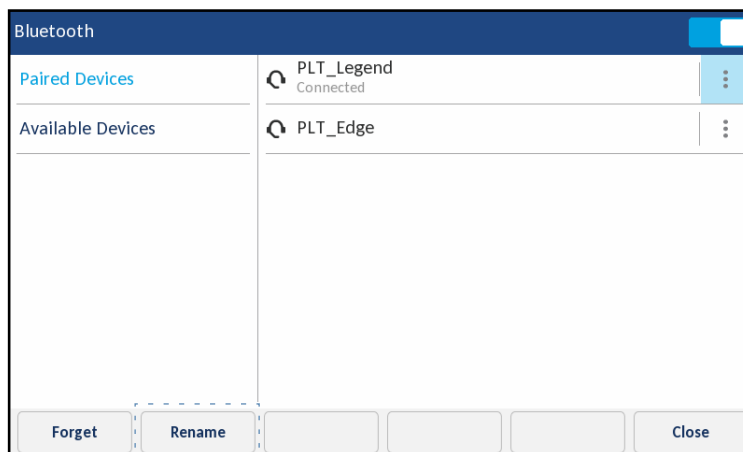 Bluetooth
Paired Devices
PLT_Legend
Connected
Available Devices
PLT_Edge
Forget
Rename
Close